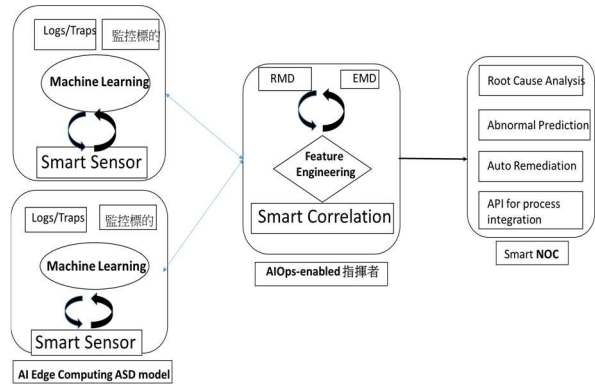 Logs/Traps
監控標的
Machine Learning
Smart Sensor
Logs/Traps
監控標的
Machine Learning
Smart Sensor
AI Edge Computing ASD model
RMD
EMD
Feature
Engineering
Smart Correlation
AIOps-enabled 指揮者
Root Cause Analysis
Abnormal Prediction
Auto Remediation
API for process
integration
Smart NOC